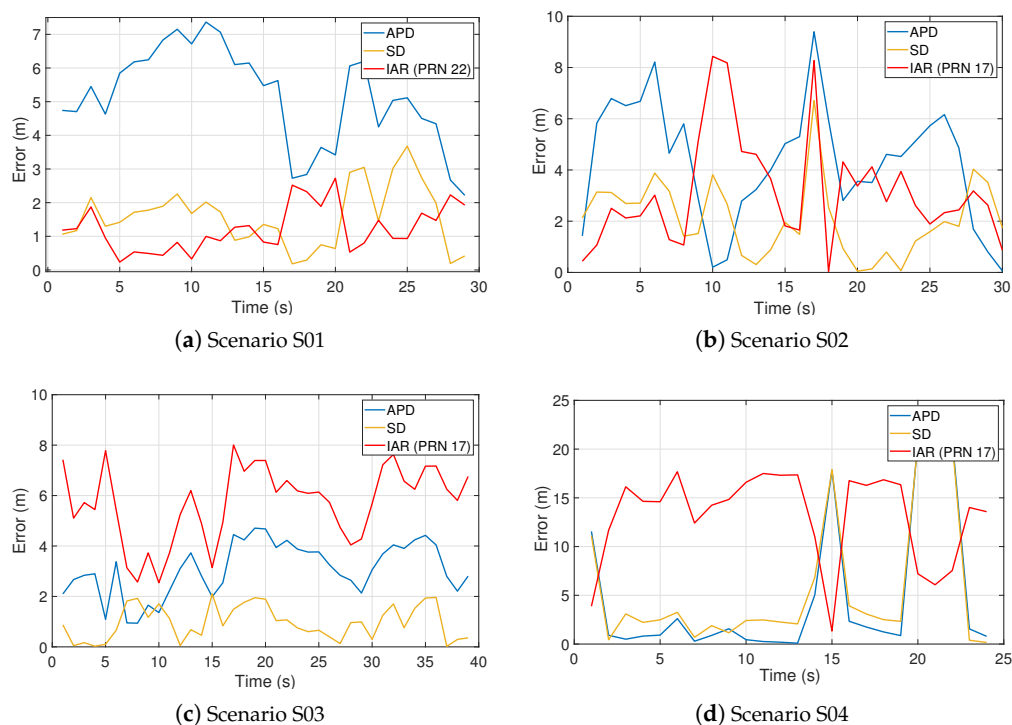 7
6
5
4
3
2
1
0
Error (m)
0 5 10 15 20 25 30
Time (s)
APD
SD
IAR (PRN 22)
(a) Scenario S01
10
8
6
4
2
0
Error (m)
0 5 10 15 20 25 30
Time (s)
APD
SD
IAR (PRN 17)
(b) Scenario S02
10
8
6
4
2
0
Error (m)
0 5 10 15 20 25 30 35 40
Time (s)
APD
SD
IAR (PRN 17)
(c) Scenario S03
25
20
15
10
5
0
Error (m)
0 5 10 15 20 25
Time (s)
APD
SD
IAR (PRN 17)
(d) Scenario S04